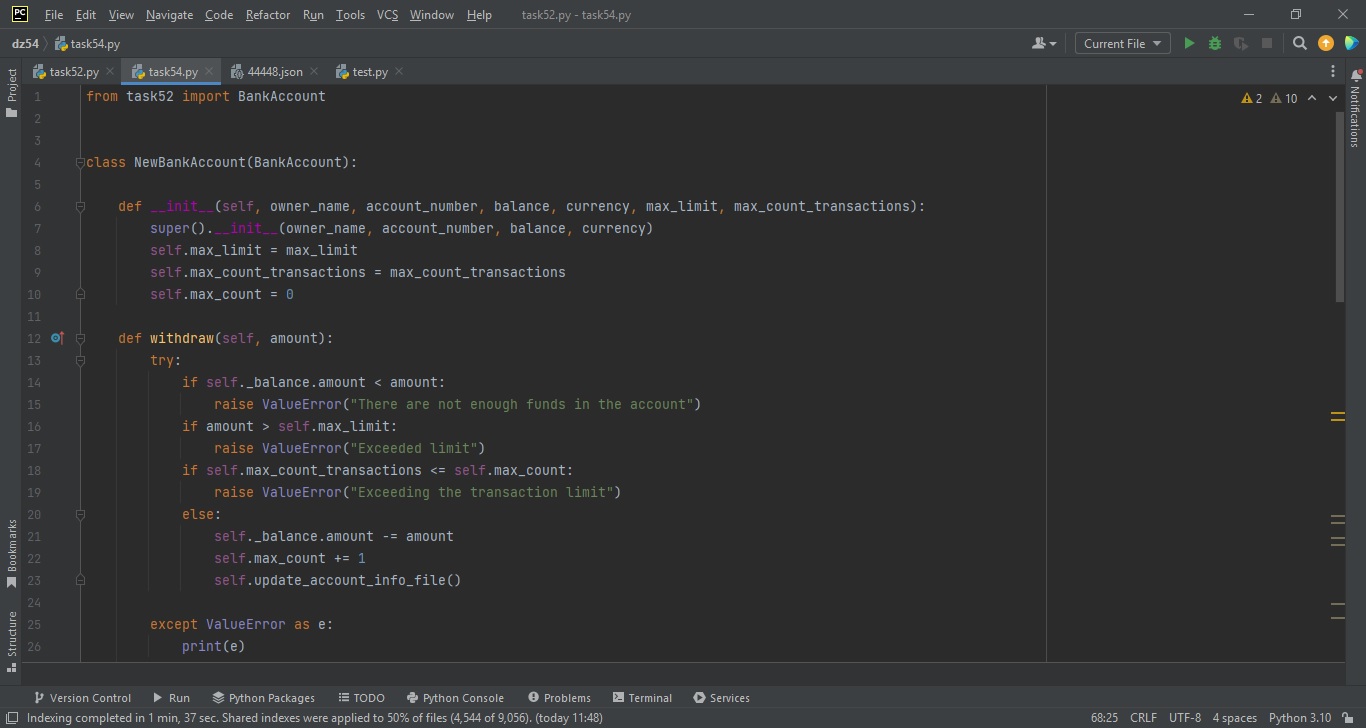 PC File Edit View Navigate Code Refactor Run Tools VCS Window Help task52.py - task54.py
dz54 task54.py Current File
task52.py task54.py 44448.json test.py
Project
Notifications
2 10
1 from task52 import BankAccount
2
3
4 class NewBankAccount(BankAccount):
5
6 def __init__(self, owner_name, account_number, balance, currency, max_limit, max_count_transactions):
7 super().__init__(owner_name, account_number, balance, currency)
8 self.max_limit = max_limit
9 self.max_count_transactions = max_count_transactions
10 self.max_count = 0
11
12 def withdraw(self, amount):
13 try:
14 if self._balance.amount < amount:
15 raise ValueError("There are not enough funds in the account")
16 if amount > self.max_limit:
17 raise ValueError("Exceeded limit")
18 if self.max_count_transactions <= self.max_count:
19 raise ValueError("Exceeding the transaction limit")
20 else:
21 self._balance.amount -= amount
22 self.max_count += 1
23 self.update_account_info_file()
24
25 except ValueError as e:
26 print(e)
Bookmarks
Structure
Version Control Run Python Packages TODO Python Console Problems Terminal Services
Indexing completed in 1 min, 37 sec. Shared indexes were applied to 50% of files (4,544 of 9,056). (today 11:48) 68:25 CRLF UTF-8 4 spaces Python 3.10